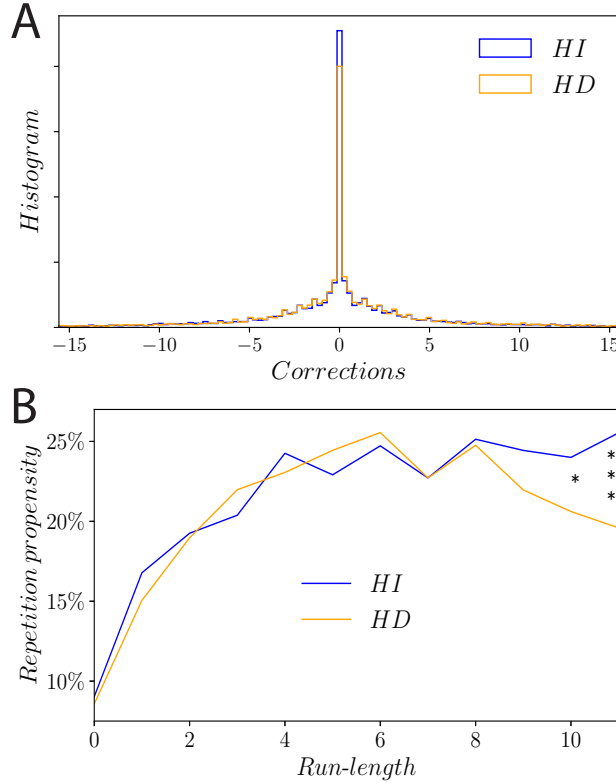 A
Histogram
HI
HD
−15 −10 −5 0 5 10 15
Corrections
B
Repetition propensity
25%
20%
15%
10%
*
*
*
*
HI
HD
0 2 4 6 8 10
Run-length